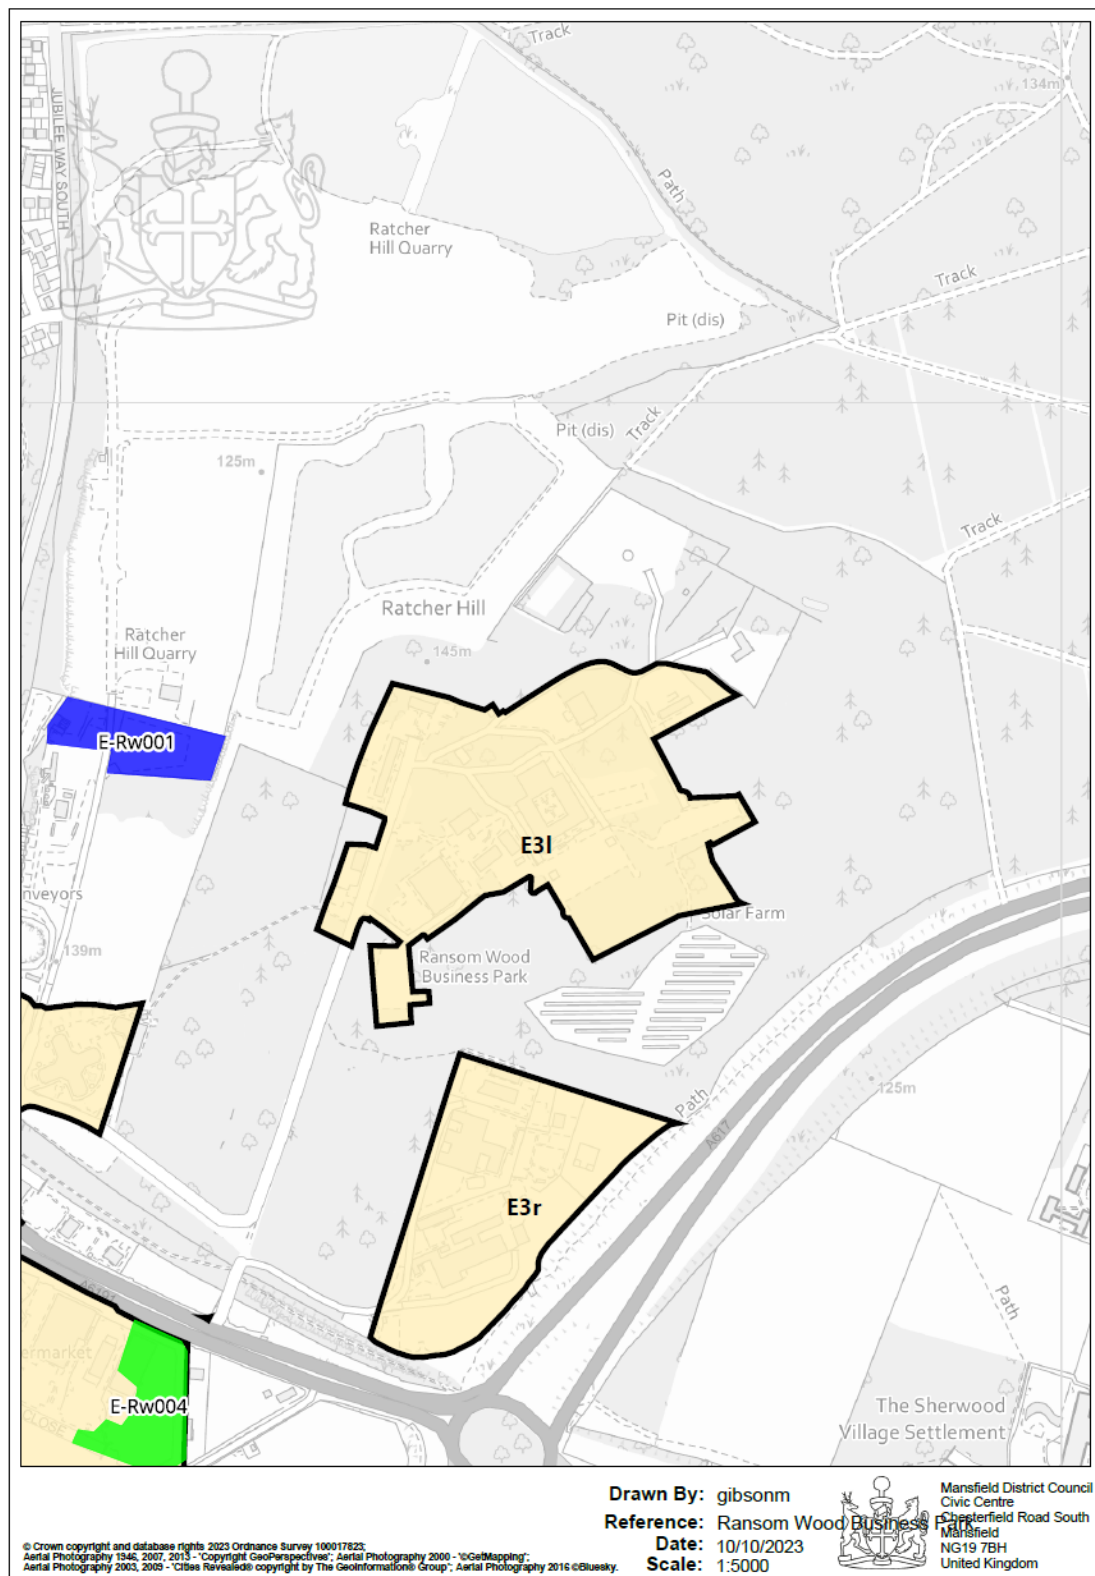 Track
134m
JUBILEE WAY SOUTH
Path
Ratcher
Hill Quarry
Track
Pit (dis)
Pit (dis)
Track
125m
Track
Ratcher Hill
Ratcher
Hill Quarry
145m
E-Rw001
E3l
nveyors
Solar Farm
139m
Ransom Wood
Business Park
125m
Path
A617
E3r
A6191
Path
ermarket
E-Rw004
CLOSE
The Sherwood
Village Settlement
Drawn By: gibsonm
Reference: Ransom Wood Business Park
Date: 10/10/2023
Scale: 1:5000
Mansfield District Council
Civic Centre
Chesterfield Road South
Mansfield
NG19 7BH
United Kingdom
© Crown copyright and database rights 2023 Ordnance Survey 100017823;
Aerial Photography 1946, 2007, 2013 - 'Copyright GeoPerspectives'; Aerial Photography 2000 - '©GetMapping';
Aerial Photography 2003, 2009 - 'Cities Revealed® copyright by The GeoInformation® Group'; Aerial Photography 2016 ©Bluesky.